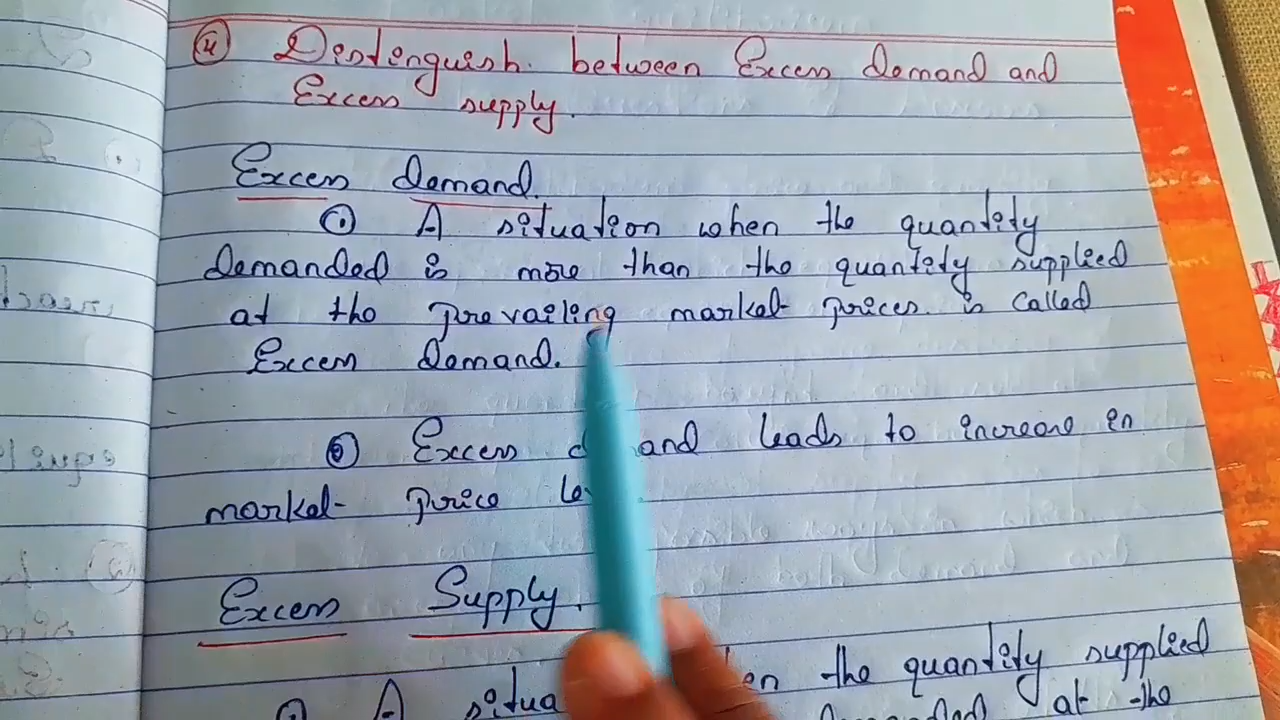 ④ Distinguish between Excess demand and
Excess supply.
Excess demand.
① A situation when the quantity
demanded is more than the quantity supplied
at the prevailing market prices is called
Excess demand.
② Excess and leads to increase in
market price
Excess Supply.
① A situa the quantity supplied
at the